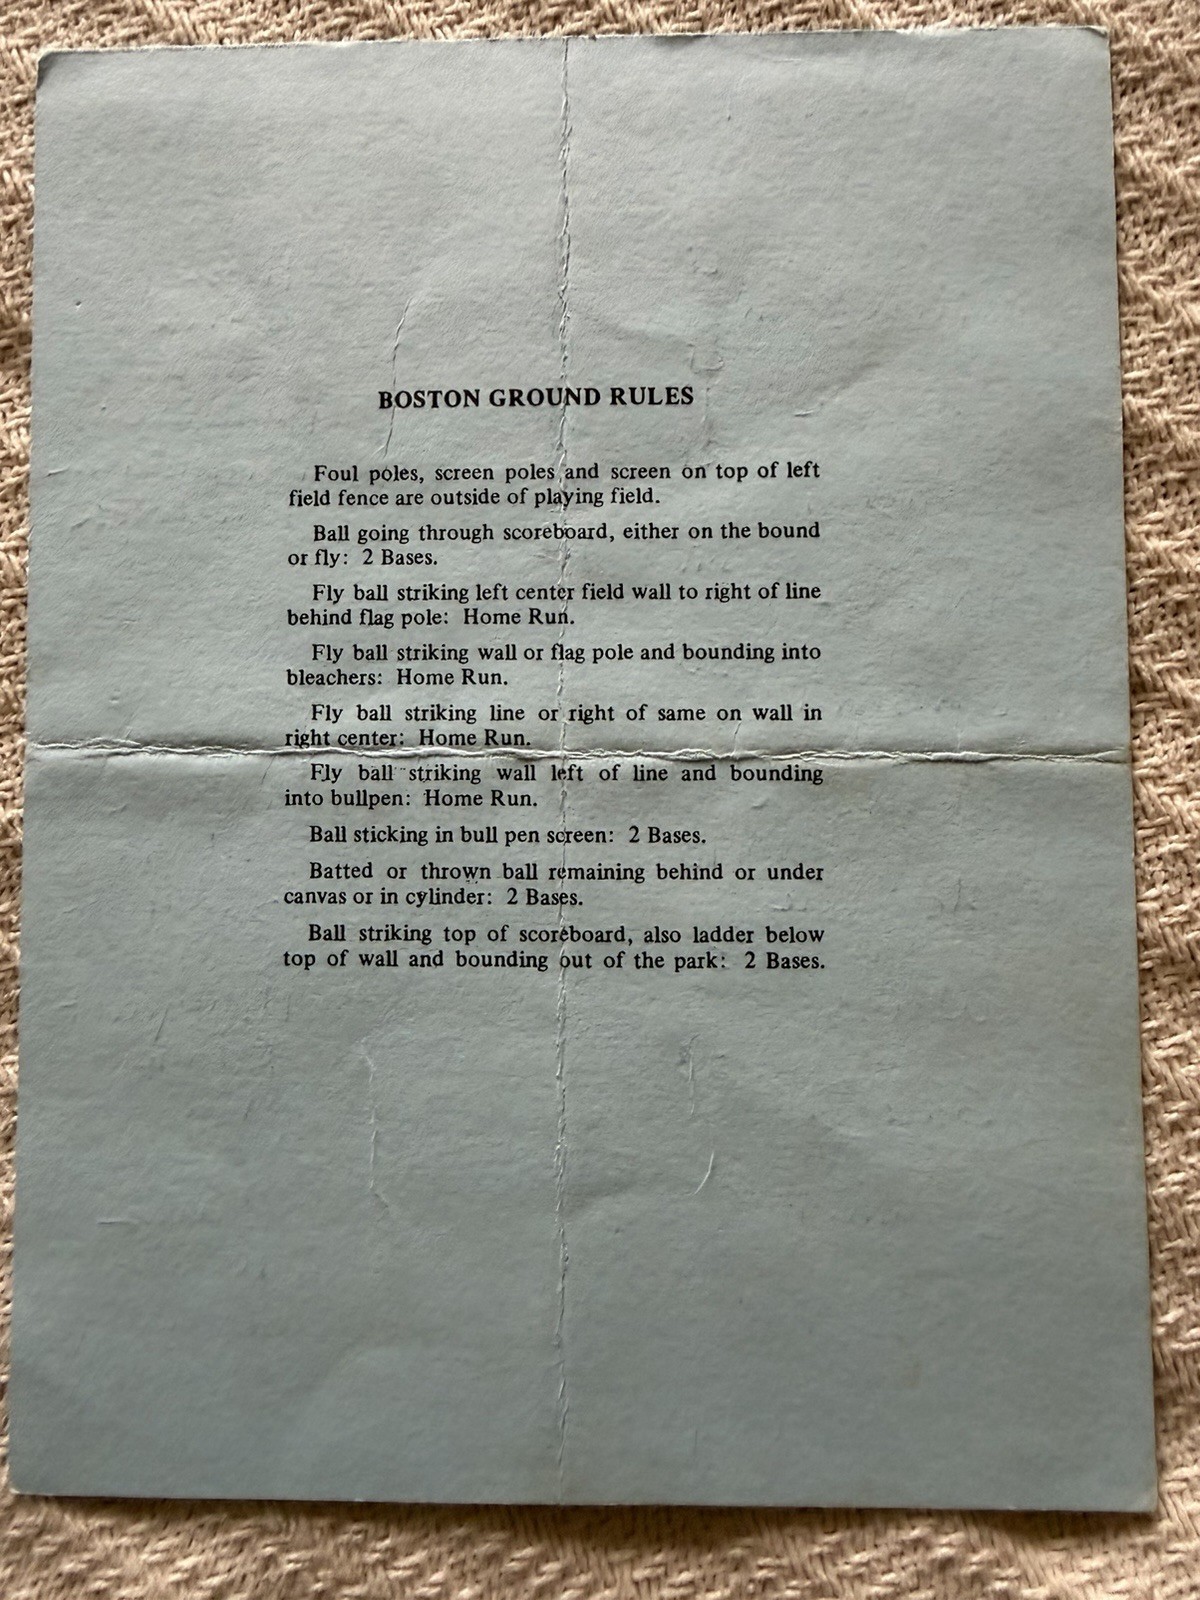 BOSTON GROUND RULES
Foul poles, screen poles and screen on top of left
field fence are outside of playing field.
Ball going through scoreboard, either on the bound
or fly: 2 Bases.
Fly ball striking left center field wall to right of line
behind flag pole: Home Run.
Fly ball striking wall or flag pole and bounding into
bleachers: Home Run.
Fly ball striking line or right of same on wall in
right center: Home Run.
Fly ball striking wall left of line and bounding
into bullpen: Home Run.
Ball sticking in bull pen screen: 2 Bases.
Batted or thrown ball remaining behind or under
canvas or in cylinder: 2 Bases.
Ball striking top of scoreboard, also ladder below
top of wall and bounding out of the park: 2 Bases.